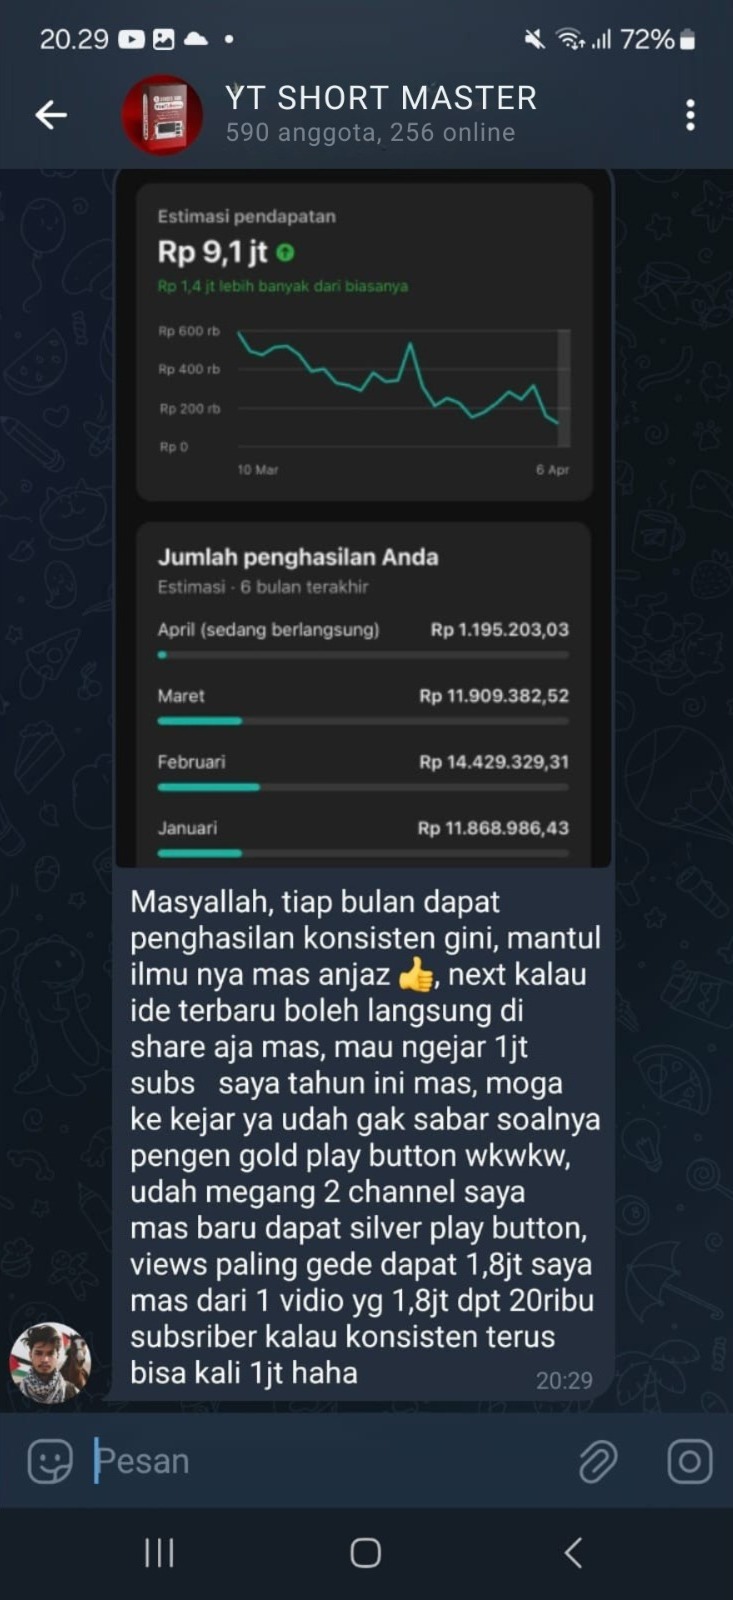 20.29
72%
YT SHORT MASTER
590 anggota, 256 online
Estimasi pendapatan
Rp 9,1 jt
Rp 1,4 jt lebih banyak dari biasanya
Rp 600 rb
Rp 400 rb
Rp 200 rb
Rp 0
10 Mar
6 Apr
Jumlah penghasilan Anda
Estimasi · 6 bulan terakhir
April (sedang berlangsung) Rp 1.195.203,03
Maret Rp 11.909.382,52
Februari Rp 14.429.329,31
Januari Rp 11.868.986,43
Masyallah, tiap bulan dapat
penghasilan konsisten gini, mantul
ilmu nya mas anjaz 👍, next kalau
ide terbaru boleh langsung di
share aja mas, mau ngejar 1jt
subs saya tahun ini mas, moga
ke kejar ya udah gak sabar soalnya
pengen gold play button wkwkw,
udah megang 2 channel saya
mas baru dapat silver play button,
views paling gede dapat 1,8jt saya
mas dari 1 vidio yg 1,8jt dpt 20ribu
subsriber kalau konsisten terus
bisa kali 1jt haha
20:29
Pesan